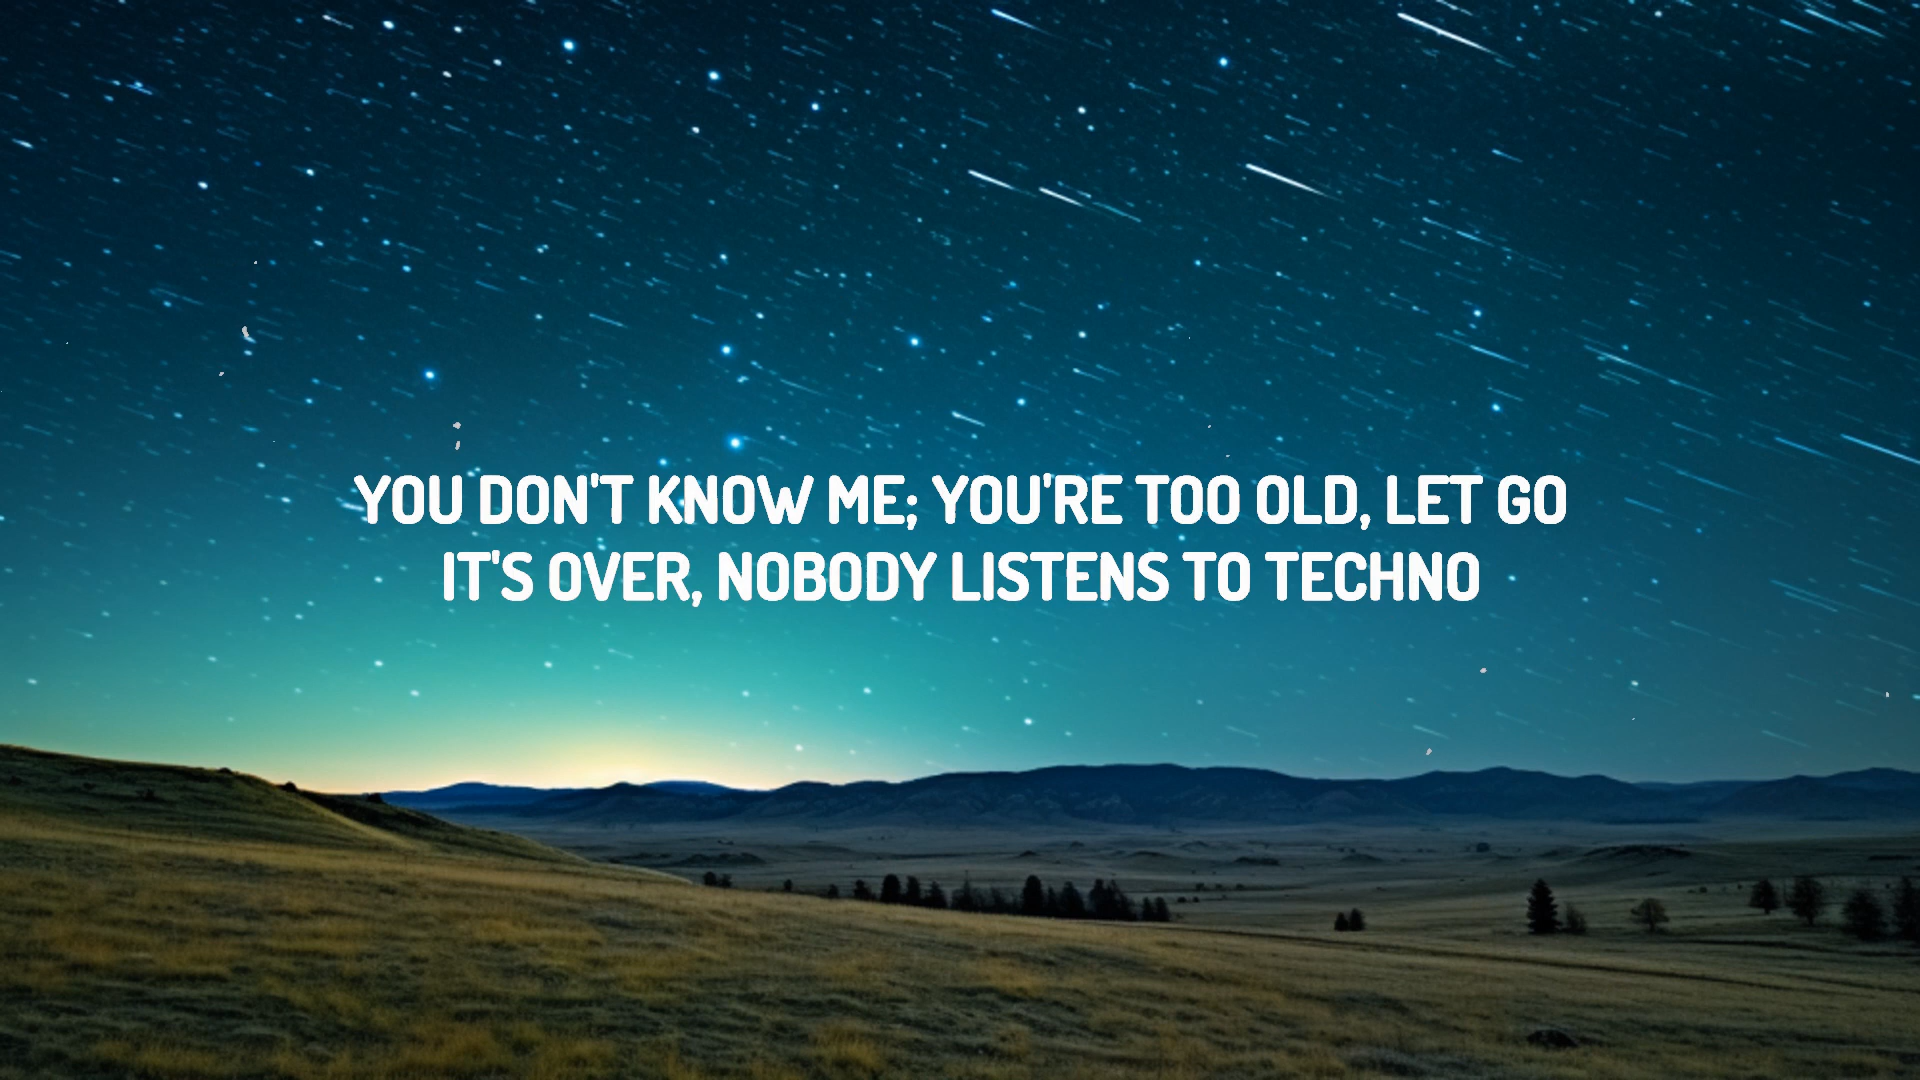 YOU DON'T KNOW ME; YOU'RE TOO OLD, LET GO
IT'S OVER, NOBODY LISTENS TO TECHNO